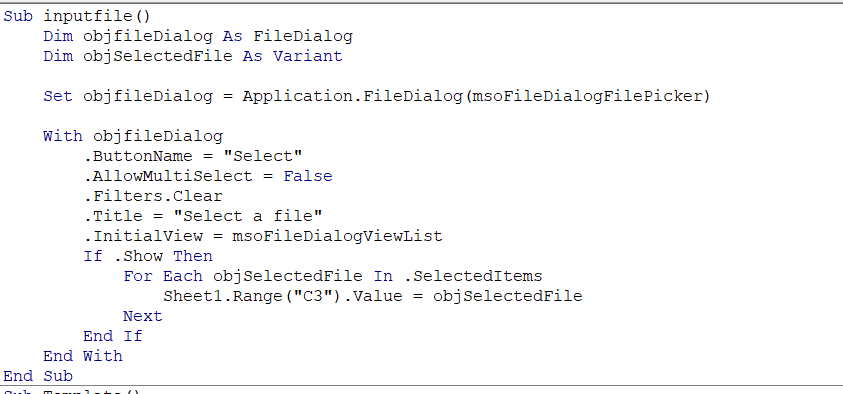 Sub inputfile()
    Dim objfileDialog As FileDialog
    Dim objSelectedFile As Variant

    Set objfileDialog = Application.FileDialog(msoFileDialogFilePicker)

    With objfileDialog
        .ButtonName = "Select"
        .AllowMultiSelect = False
        .Filters.Clear
        .Title = "Select a file"
        .InitialView = msoFileDialogViewList
        If .Show Then
            For Each objSelectedFile In .SelectedItems
                Sheet1.Range("C3").Value = objSelectedFile
            Next
        End If
    End With
End Sub